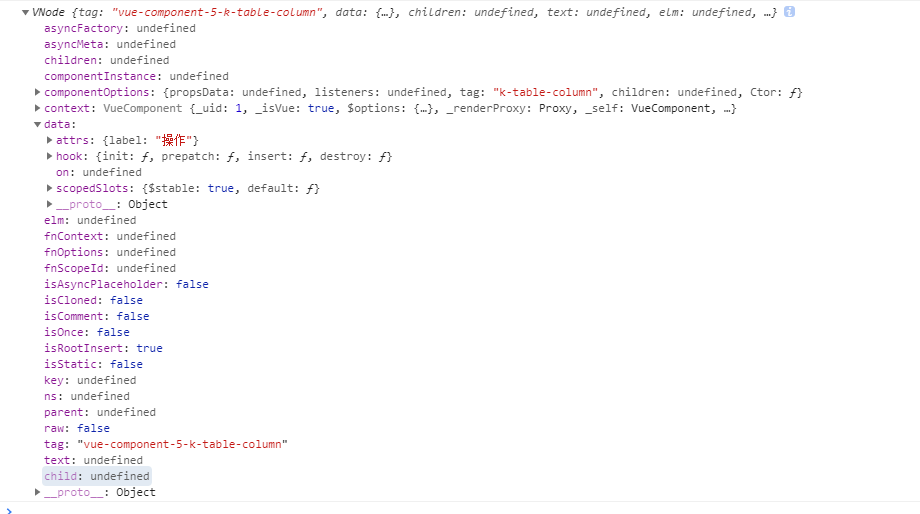 VNode {tag: "vue-component-5-k-table-column", data: {…}, children: undefined, text: undefined, elm: undefined, …}
asyncFactory: undefined
asyncMeta: undefined
children: undefined
componentInstance: undefined
componentOptions: {propsData: undefined, listeners: undefined, tag: "k-table-column", children: undefined, Ctor: ƒ}
context: VueComponent {_uid: 1, _isVue: true, $options: {…}, _renderProxy: Proxy, _self: VueComponent, …}
data:
attrs: {label: "操作"}
hook: {init: ƒ, prepatch: ƒ, insert: ƒ, destroy: ƒ}
on: undefined
scopedSlots: {$stable: true, default: ƒ}
__proto__: Object
elm: undefined
fnContext: undefined
fnOptions: undefined
fnScopeId: undefined
isAsyncPlaceholder: false
isCloned: false
isComment: false
isOnce: false
isRootInsert: true
isStatic: false
key: undefined
ns: undefined
parent: undefined
raw: false
tag: "vue-component-5-k-table-column"
text: undefined
child: undefined
__proto__: Object